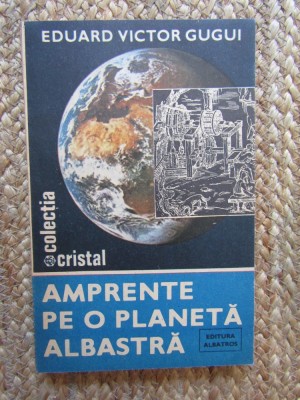 EDUARD VICTOR GUGUI
colecția
cristal
AMPRENTE
PE O PLANETĂ
ALBASTRĂ
EDITURA
ALBATROS